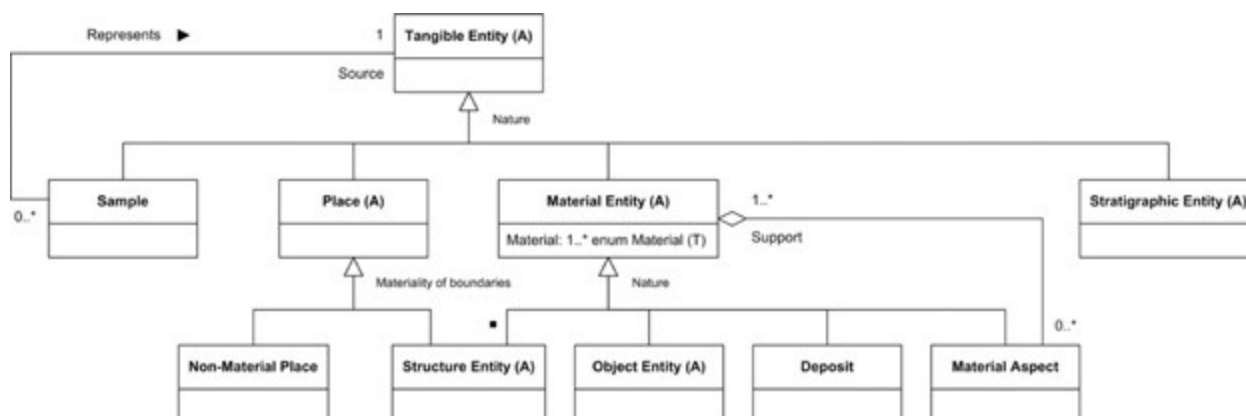 Represents ►
1
Tangible Entity (A)
Source
Nature
Sample
Place (A)
Material Entity (A)
1..*
Stratigraphic Entity (A)
0..*
Material: 1..* enum Material (T)
Support
Materiality of boundaries
Nature
0..*
Non-Material Place
Structure Entity (A)
Object Entity (A)
Deposit
Material Aspect